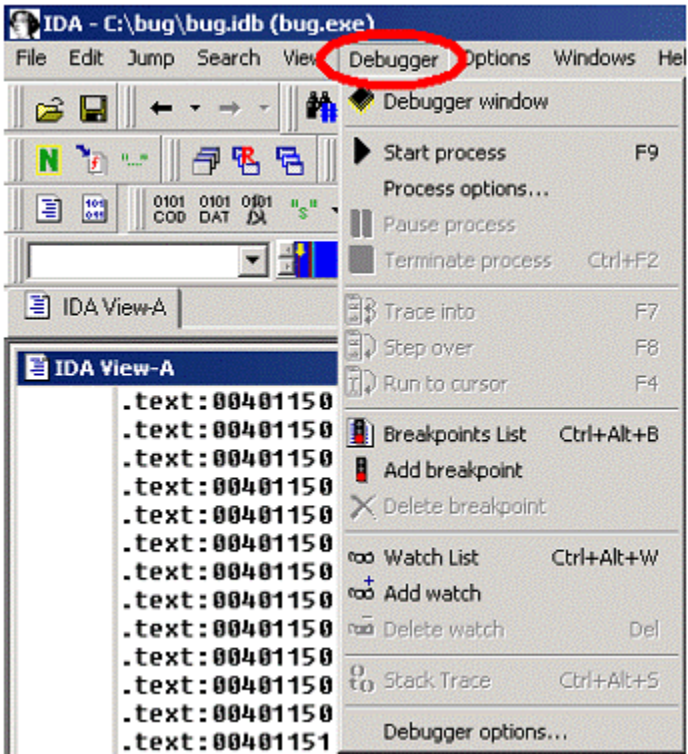 IDA - C:\bug\bug.idb (bug.exe)
File Edit Jump Search View Debugger Options Windows Hel
Debugger window
Start process F9
Process options...
Pause process
Terminate process Ctrl+F2
Trace into F7
Step over F8
Run to cursor F4
Breakpoints List Ctrl+Alt+B
Add breakpoint
Delete breakpoint
Watch List Ctrl+Alt+W
Add watch
Delete watch Del
Stack Trace Ctrl+Alt+S
Debugger options...
N
"..."
R
0101 COD
0101 DAT
"S"
IDA View-A
IDA View-A
.text:00401150
.text:00401150
.text:00401150
.text:00401150
.text:00401150
.text:00401150
.text:00401150
.text:00401150
.text:00401150
.text:00401150
.text:00401150
.text:00401150
.text:00401151